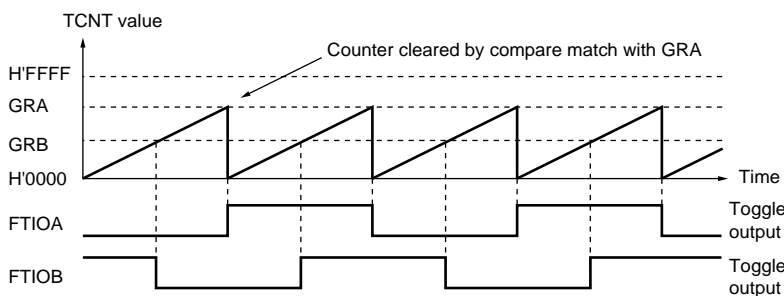 TCNT value
Counter cleared by compare match with GRA
H'FFFF
GRA
GRB
H'0000
Time
FTIOA
Toggle
output
FTIOB
Toggle
output